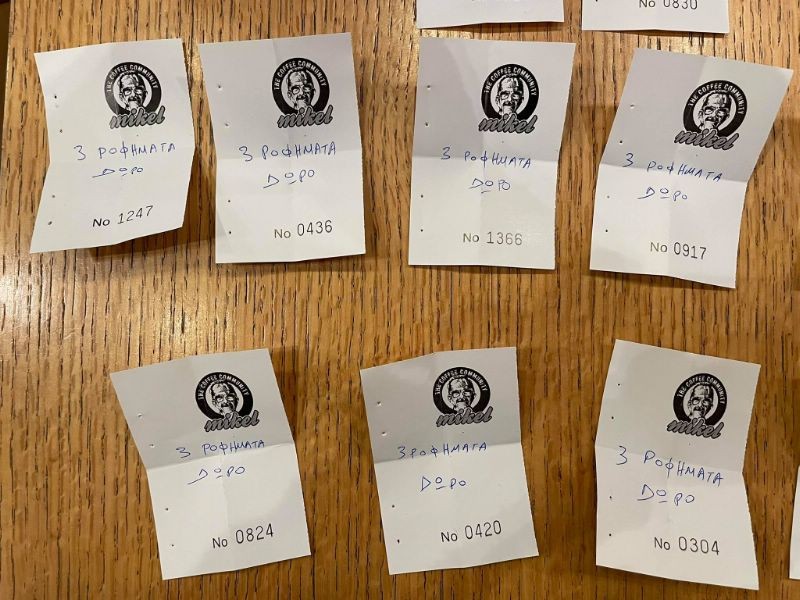 No 0830
THE COFFEE COMMUNITY
mikel
3 ΡΟΦΗΜΑΤΑ
ΔΩΡΟ
No 1247
THE COFFEE COMMUNITY
mikel
3 ΡΟΦΗΜΑΤΑ
ΔΩΡΟ
No 0436
THE COFFEE COMMUNITY
mikel
3 ΡΟΦΗΜΑΤΑ
ΔΩΡΟ
No 1366
THE COFFEE COMMUNITY
mikel
3 ΡΟΦΗΜΑΤΑ
ΔΩΡΟ
No 0917
THE COFFEE COMMUNITY
mikel
3 ΡΟΦΗΜΑΤΑ
ΔΩΡΟ
No 0824
THE COFFEE COMMUNITY
mikel
3 ΡΟΦΗΜΑΤΑ
ΔΩΡΟ
No 0420
THE COFFEE COMMUNITY
mikel
3 ΡΟΦΗΜΑΤΑ
ΔΩΡΟ
No 0304